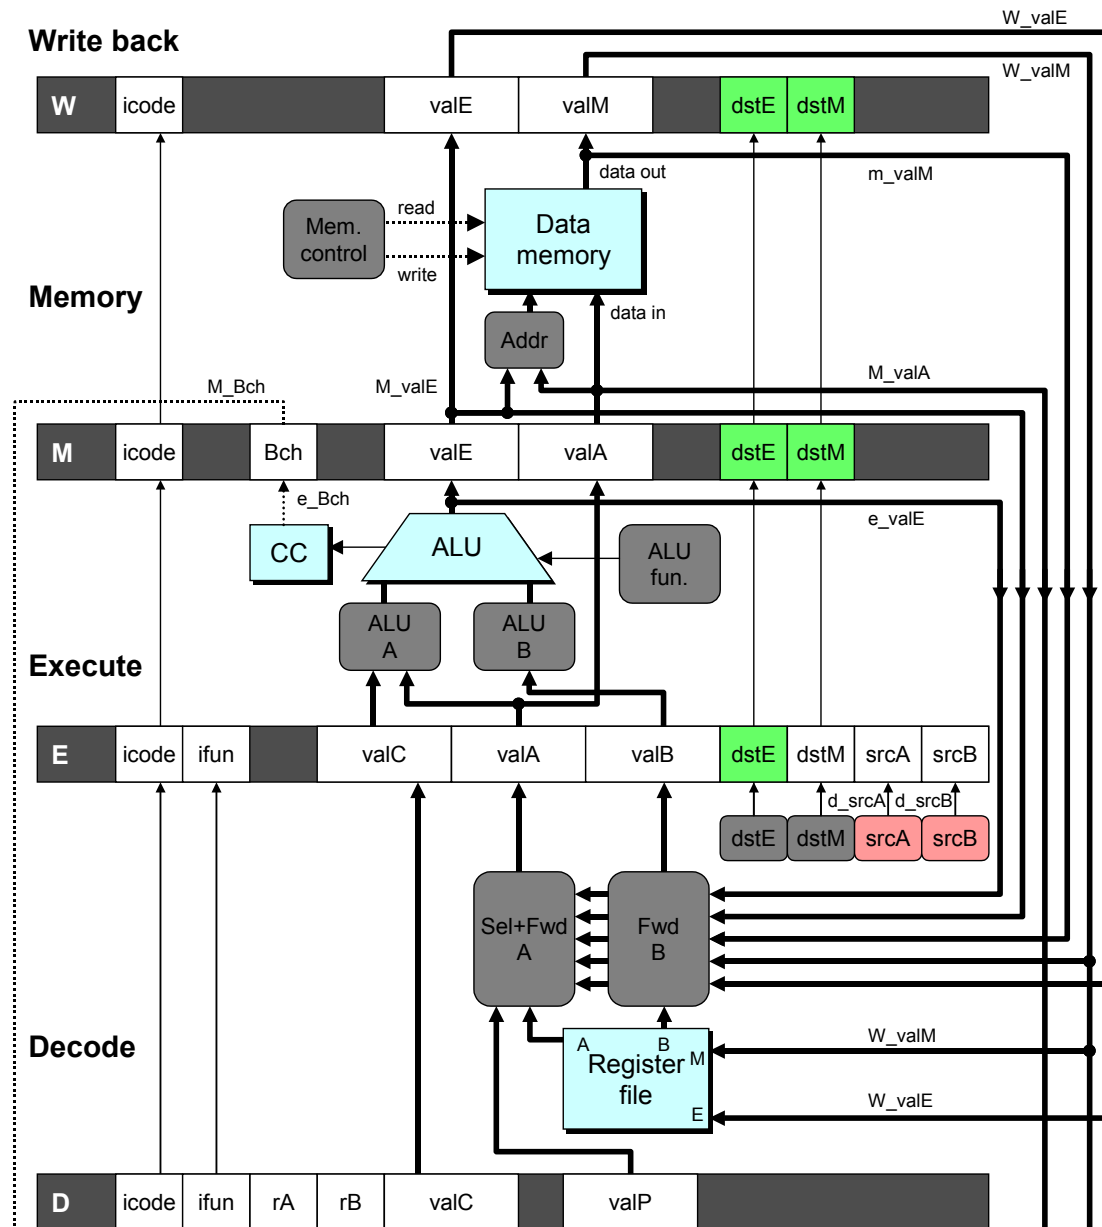 W_valE
Write back
W_valM
W
icode
valE
valM
dstE
dstM
data out
m_valM
read
Mem.
control
Data
memory
write
Memory
data in
Addr
M_Bch
M_valE
M_valA
M
icode
Bch
valE
valA
dstE
dstM
e_Bch
e_valE
CC
ALU
ALU
fun.
ALU
A
ALU
B
Execute
E
icode
ifun
valC
valA
valB
dstE
dstM
srcA
srcB
d_srcA
d_srcB
dstE
dstM
srcA
srcB
Sel+Fwd
A
Fwd
B
Decode
A
B
W_valM
Register
file
M
E
W_valE
D
icode
ifun
rA
rB
valC
valP